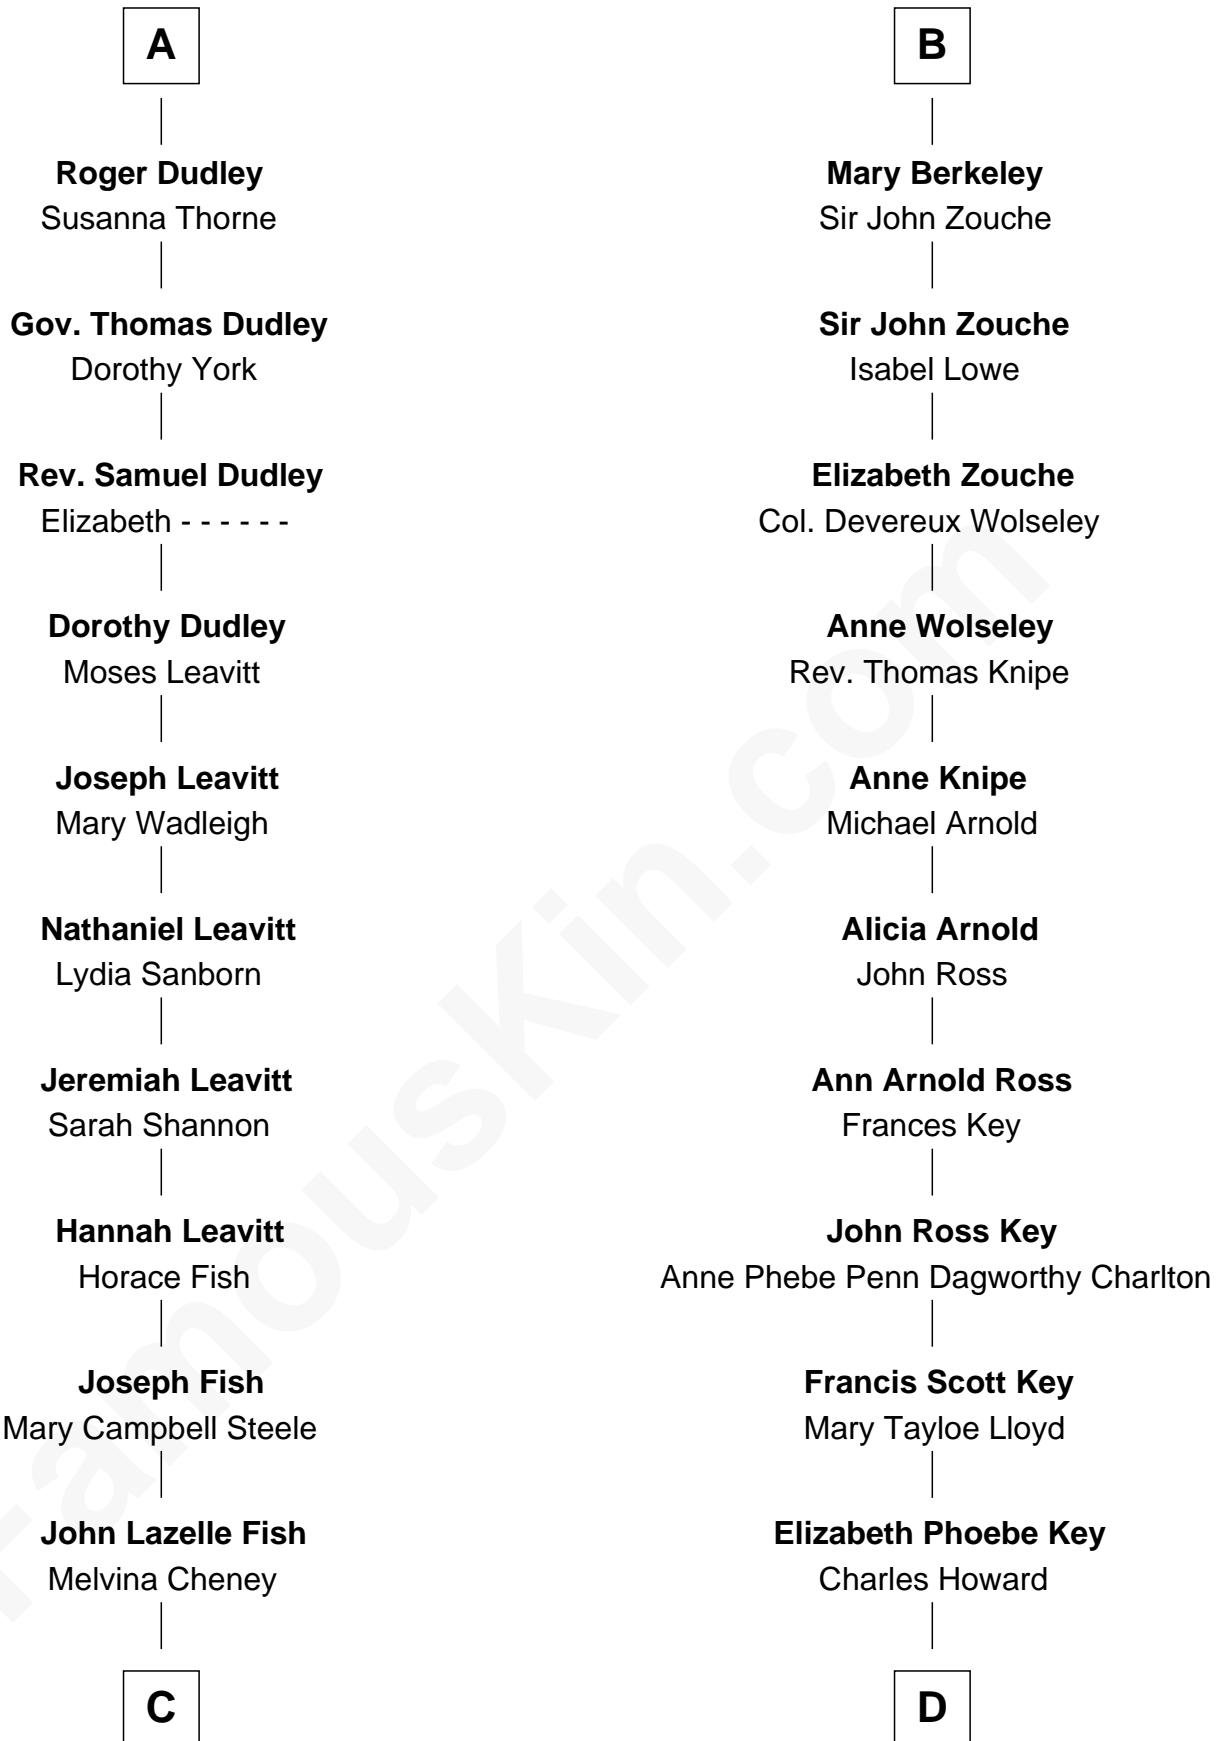 A
Roger Dudley
Susanna Thorne
Gov. Thomas Dudley
Dorothy York
Rev. Samuel Dudley
Elizabeth - - - - - -
Dorothy Dudley
Moses Leavitt
Joseph Leavitt
Mary Wadleigh
Nathaniel Leavitt
Lydia Sanborn
Jeremiah Leavitt
Sarah Shannon
Hannah Leavitt
Horace Fish
Joseph Fish
Mary Campbell Steele
John Lazelle Fish
Melvina Cheney
C
B
Mary Berkeley
Sir John Zouche
Sir John Zouche
Isabel Lowe
Elizabeth Zouche
Col. Devereux Wolseley
Anne Wolseley
Rev. Thomas Knipe
Anne Knipe
Michael Arnold
Alicia Arnold
John Ross
Ann Arnold Ross
Frances Key
John Ross Key
Anne Phebe Penn Dagworthy Charlton
Francis Scott Key
Mary Tayloe Lloyd
Elizabeth Phoebe Key
Charles Howard
D
FamousKin.com